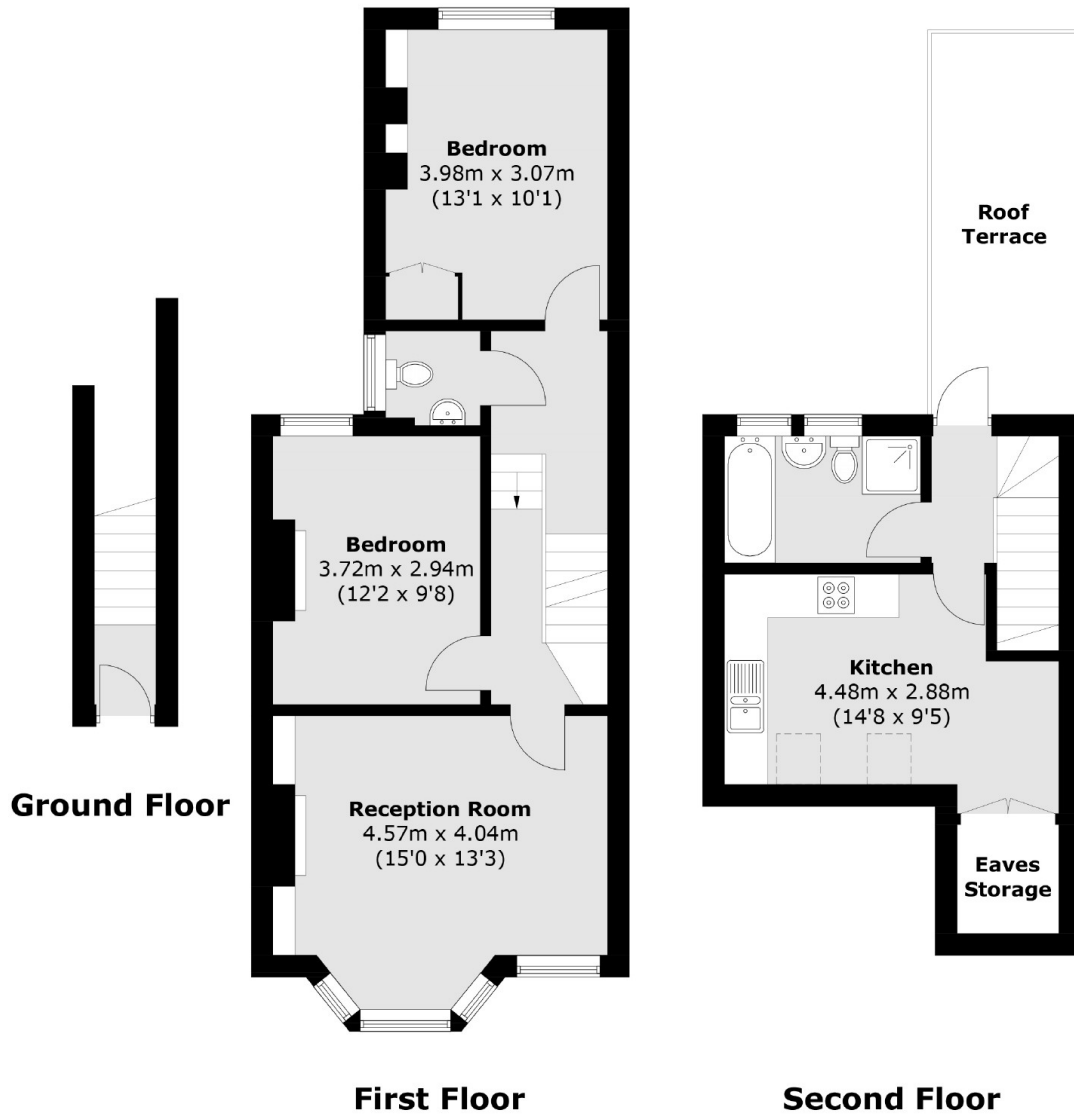 Bedroom
3.98m x 3.07m
(13'1 x 10'1)
Roof
Terrace
Bedroom
3.72m x 2.94m
(12'2 x 9'8)
Kitchen
4.48m x 2.88m
(14'8 x 9'5)
Ground Floor
Reception Room
4.57m x 4.04m
(15'0 x 13'3)
Eaves
Storage
First Floor
Second Floor